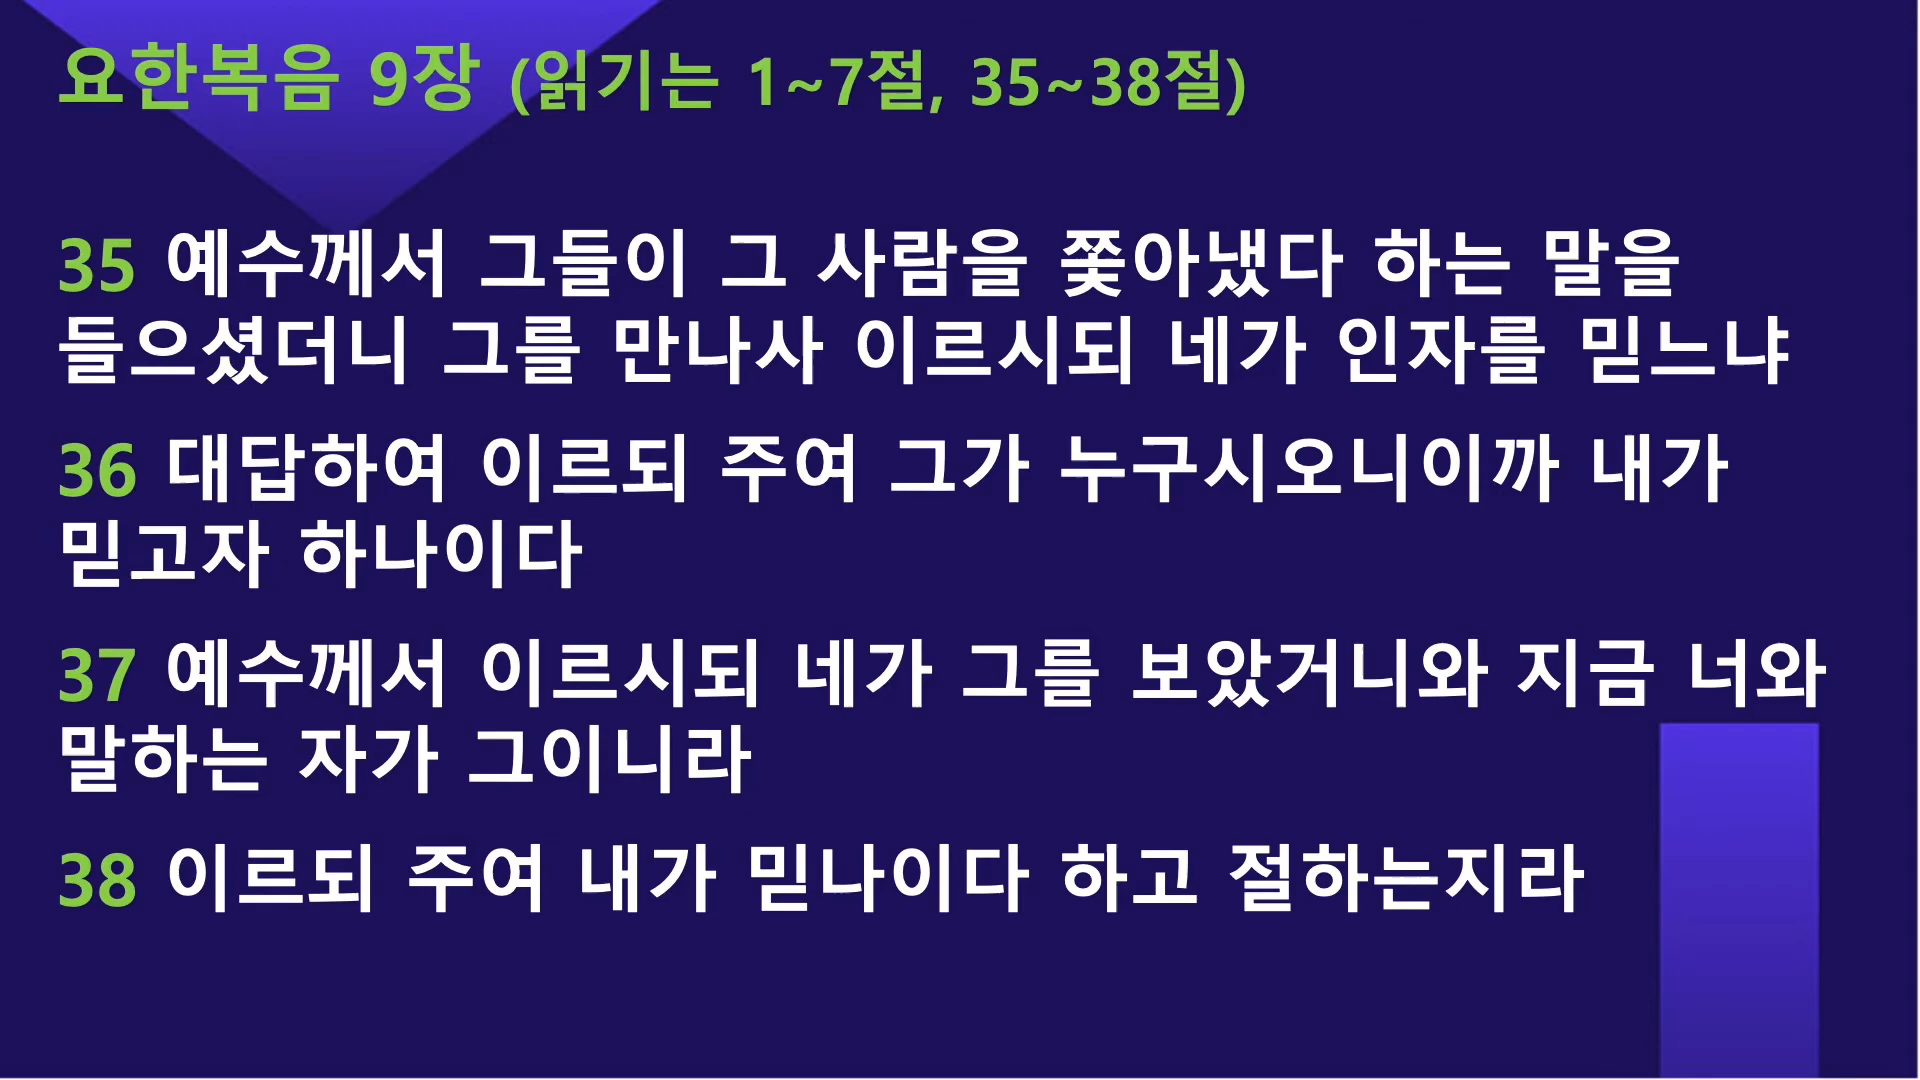 요한복음 9장 (읽기는 1~7절, 35~38절)
35 예수께서 그들이 그 사람을 쫓아냈다 하는 말을
들으셨더니 그를 만나사 이르시되 네가 인자를 믿느냐
36 대답하여 이르되 주여 그가 누구시오니이까 내가
믿고자 하나이다
37 예수께서 이르시되 네가 그를 보았거니와 지금 너와
말하는 자가 그이니라
38 이르되 주여 내가 믿나이다 하고 절하는지라